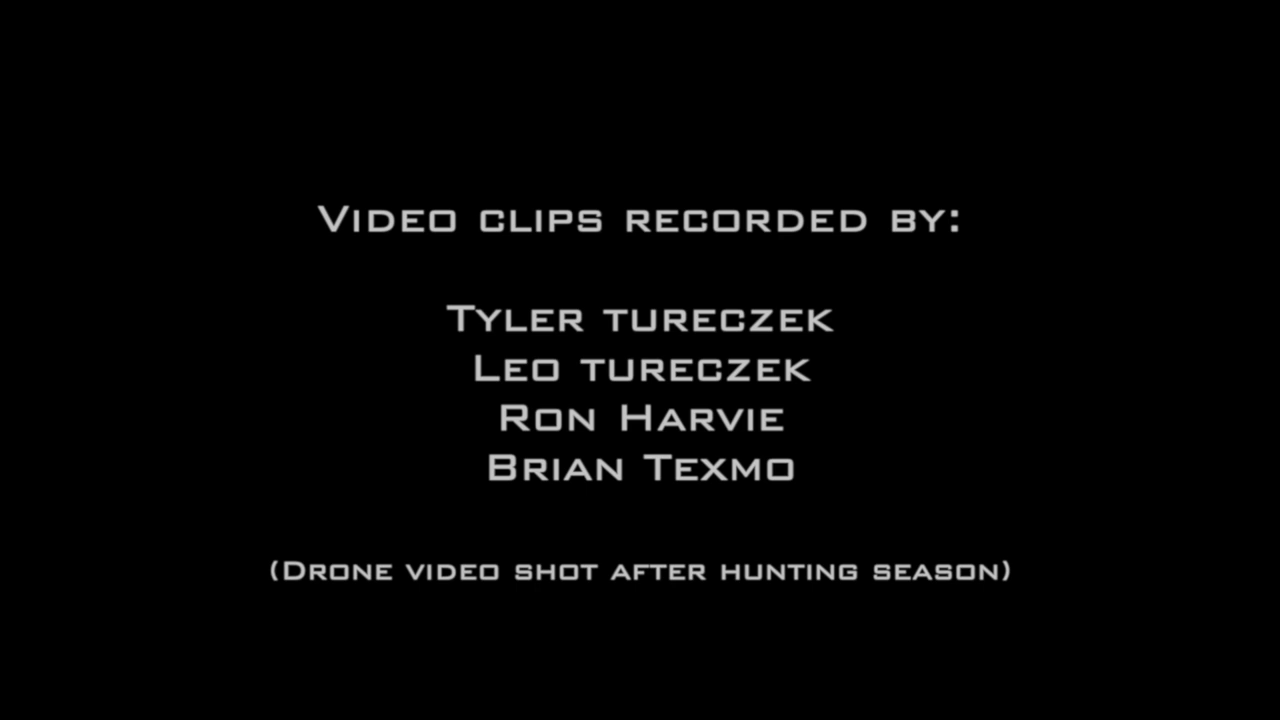 Video clips recorded by:
Tyler tureczek
Leo tureczek
Ron Harvie
Brian Texmo
(Drone video shot after hunting season)